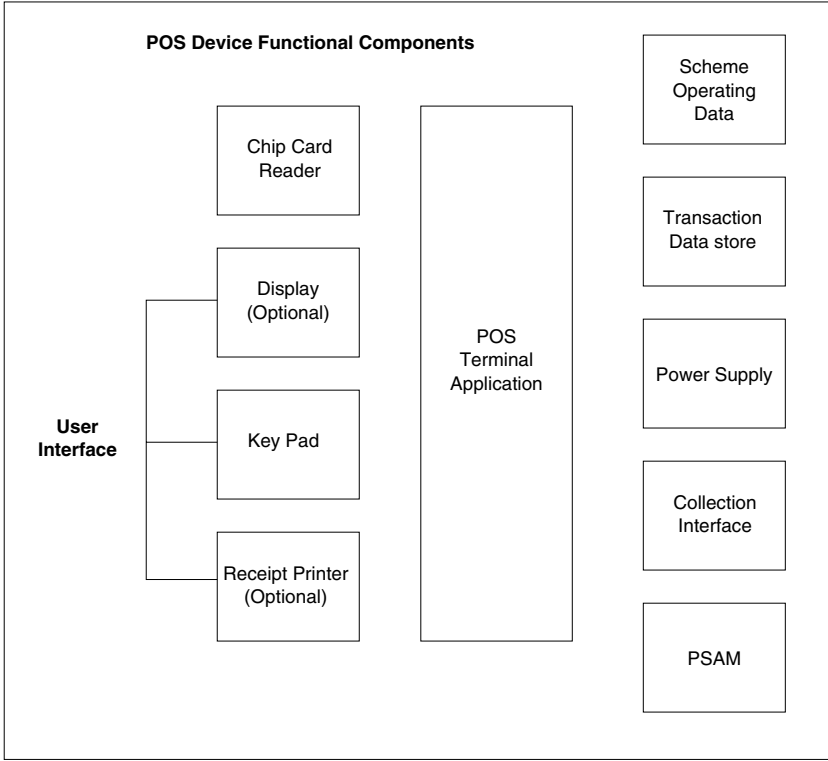 POS Device Functional Components
Chip Card
Reader
Display
(Optional)
User
Interface
Key Pad
Receipt Printer
(Optional)
POS
Terminal
Application
Scheme
Operating
Data
Transaction
Data store
Power Supply
Collection
Interface
PSAM